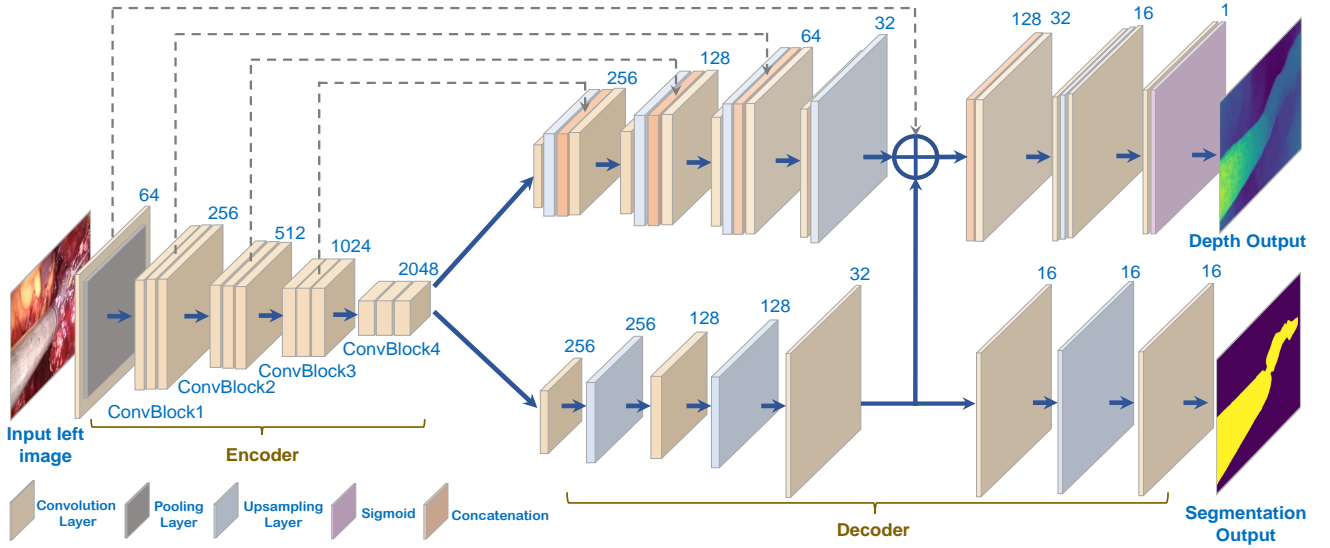 64
256
512
1024
2048
ConvBlock1
ConvBlock2
ConvBlock3
ConvBlock4
Input left
image
Encoder
256
128
64
32
128
32
16
1
Depth Output
256
256
128
128
32
16
16
16
Segmentation
Output
Decoder
Convolution
Layer
Pooling
Layer
Upsampling
Layer
Sigmoid
Concatenation